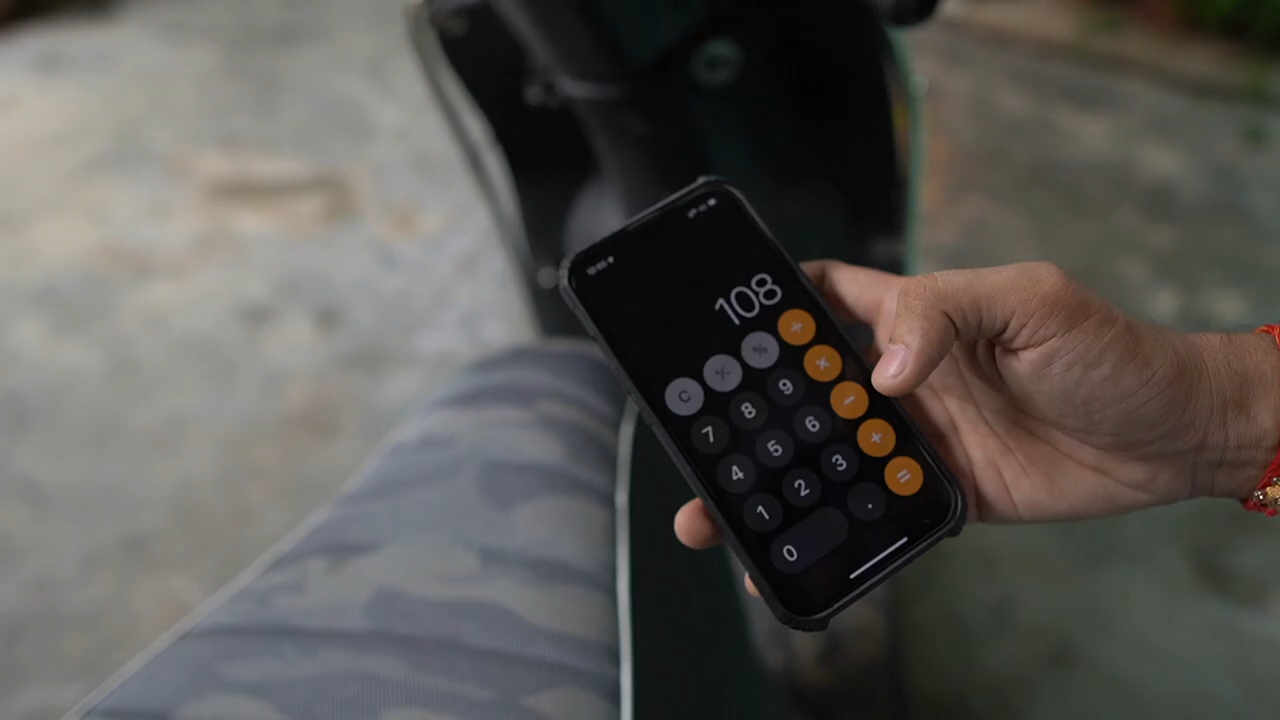 108
C +/- % ÷
7 8 9 ×
4 5 6 −
1 2 3 +
0 . =